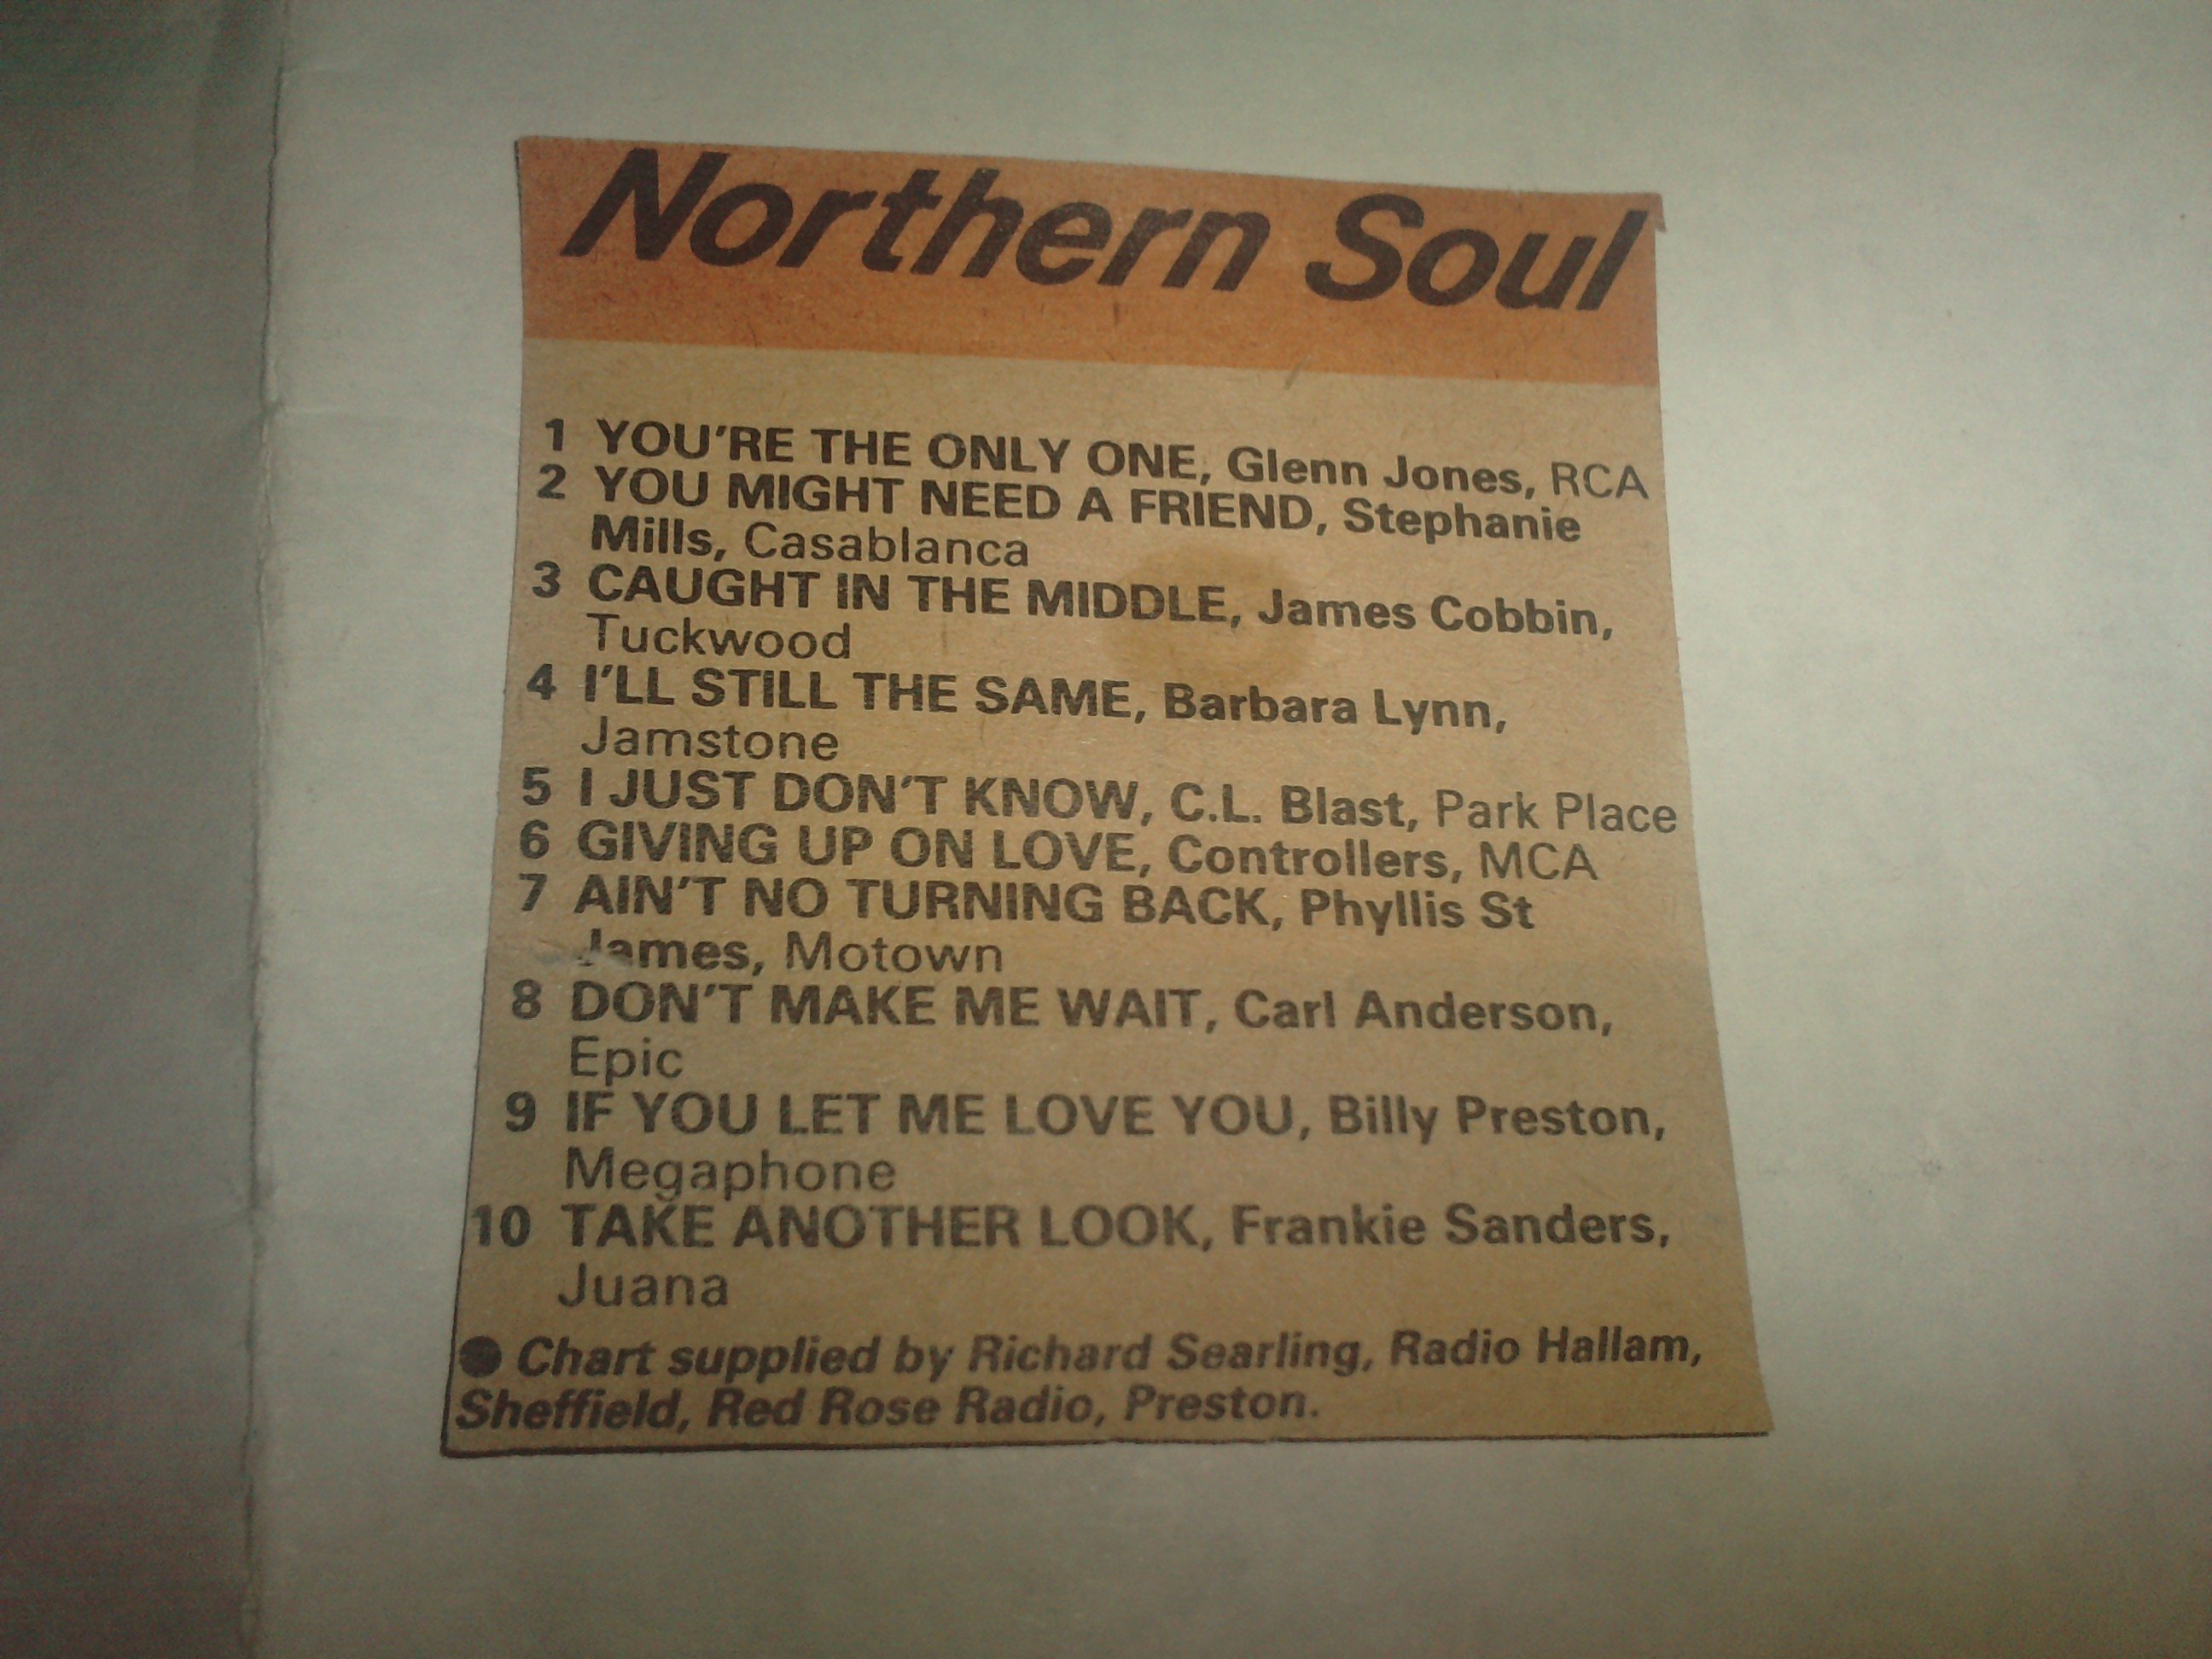 Northern Soul
1 YOU'RE THE ONLY ONE, Glenn Jones, RCA
2 YOU MIGHT NEED A FRIEND, Stephanie
Mills, Casablanca
3 CAUGHT IN THE MIDDLE, James Cobbin,
Tuckwood
4 I'LL STILL THE SAME, Barbara Lynn,
Jamstone
5 I JUST DON'T KNOW, C.L. Blast, Park Place
6 GIVING UP ON LOVE, Controllers, MCA
7 AIN'T NO TURNING BACK, Phyllis St
James, Motown
8 DON'T MAKE ME WAIT, Carl Anderson,
Epic
9 IF YOU LET ME LOVE YOU, Billy Preston,
Megaphone
10 TAKE ANOTHER LOOK, Frankie Sanders,
Juana
● Chart supplied by Richard Searling, Radio Hallam,
Sheffield, Red Rose Radio, Preston.